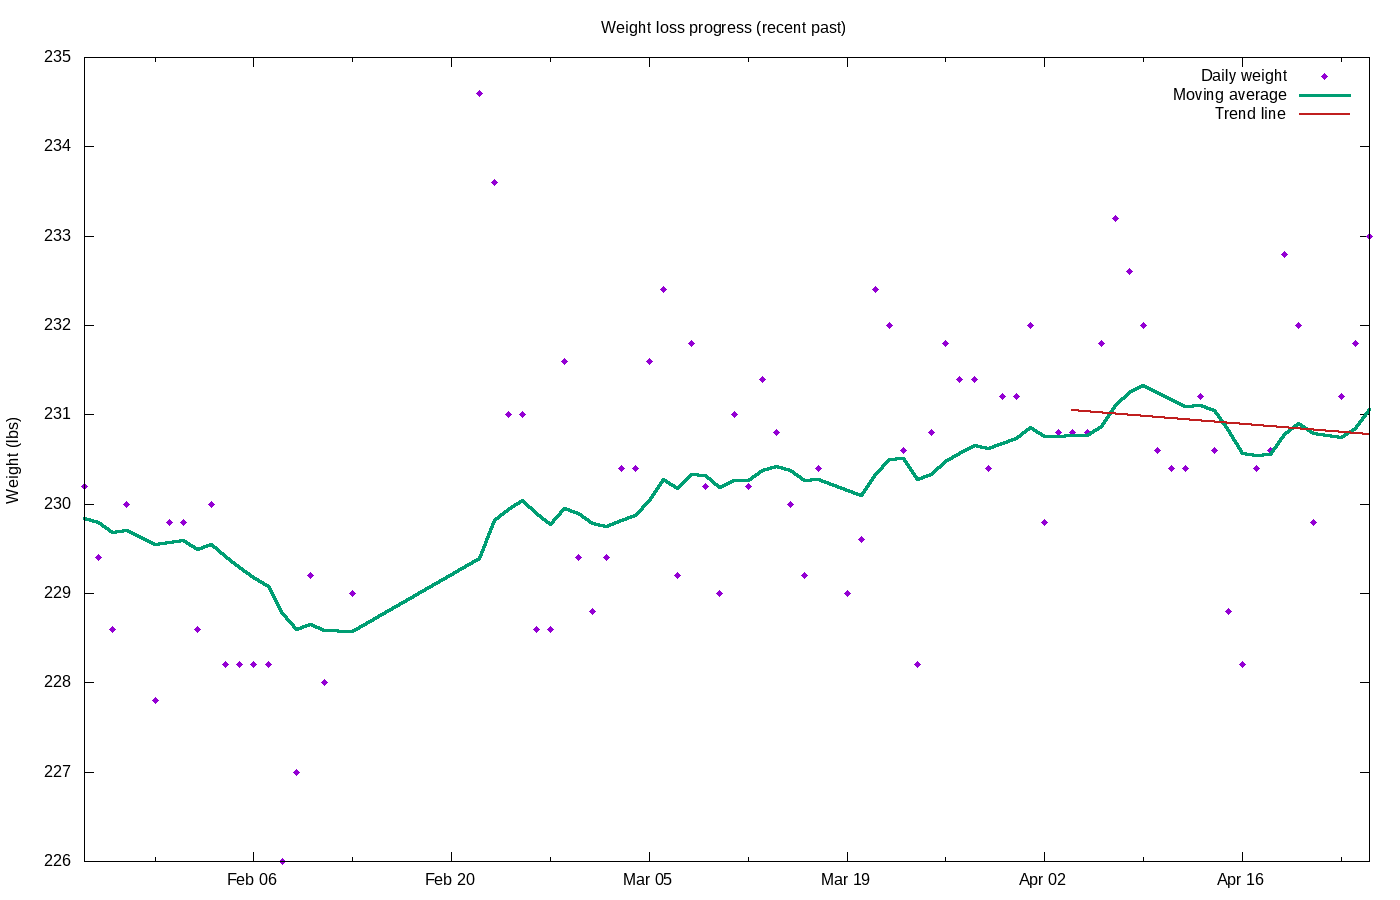 Weight loss progress (recent past)
Daily weight
Moving average
Trend line
Weight (lbs)
235
234
233
232
231
230
229
228
227
226
Feb 06
Feb 20
Mar 05
Mar 19
Apr 02
Apr 16